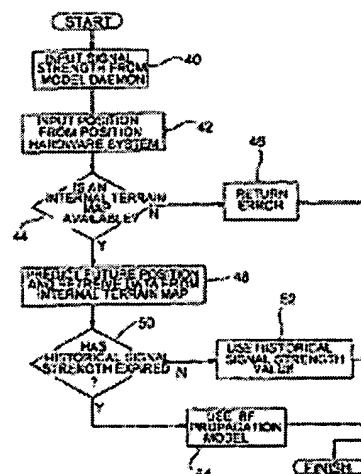 START
INPUT SIGNAL
STRENGTH FROM
MODEL DAEMON
40
INPUT POSITION
FROM POSITION
HARDWARE SYSTEM
42
IS AN
INTERNAL TERRAIN
MAP
AVAILABLE?
44
N
Y
RETURN
ERROR
46
PREDICT FUTURE POSITION
AND RETREIVE DATA FROM
INTERNAL TERRAIN MAP
48
HAS
HISTORICAL SIGNAL
STRENGTH EXPIRED
?
50
N
Y
USE HISTORICAL
SIGNAL STRENGTH
VALUE
52
USE RF
PROPAGATION
MODEL
54
FINISH